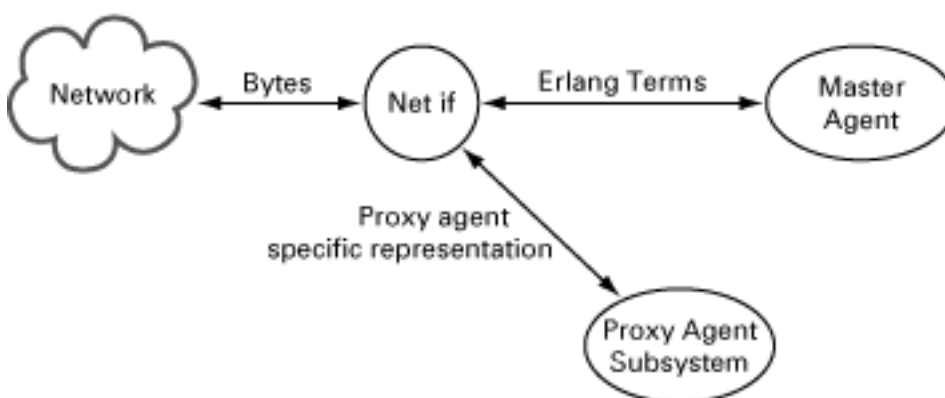 Network
Bytes
Net if
Erlang Terms
Master
Agent
Proxy agent
specific representation
Proxy Agent
Subsystem